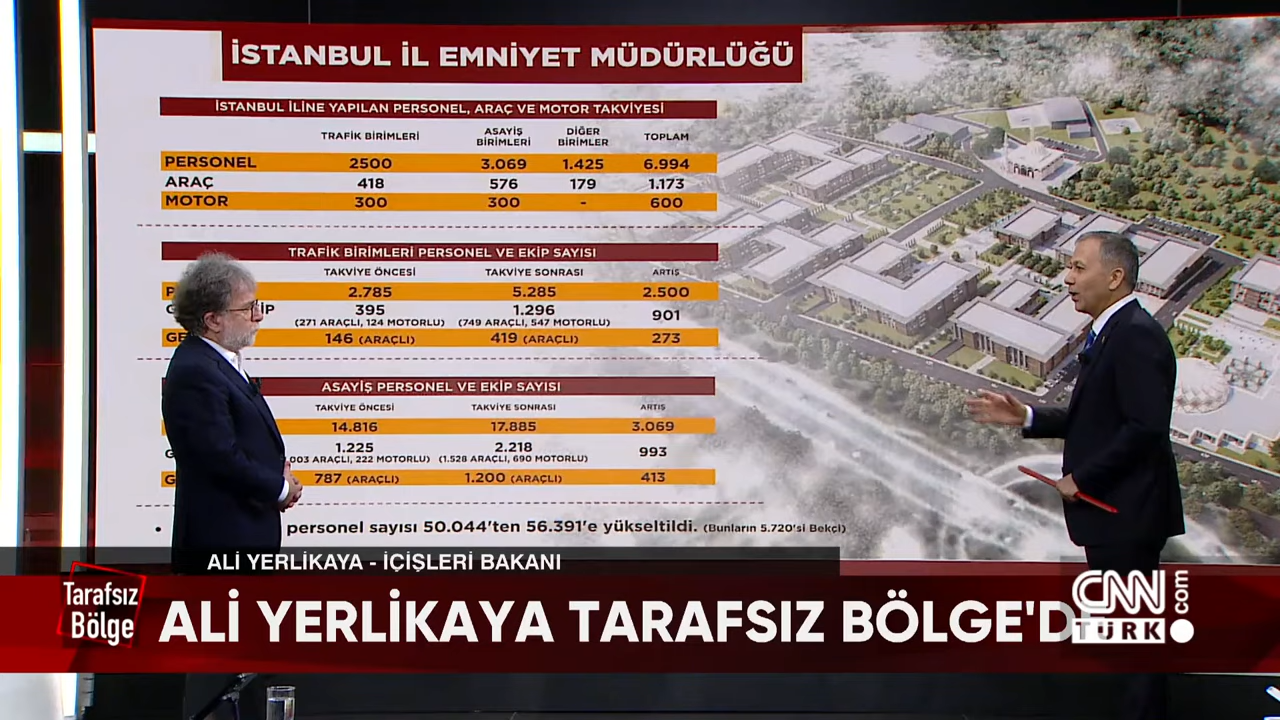 İSTANBUL İL EMNİYET MÜDÜRLÜĞÜ
İSTANBUL İLİNE YAPILAN PERSONEL, ARAÇ VE MOTOR TAKVİYESİ
TRAFİK BİRİMLERİ ASAYİŞ BİRİMLERİ DİĞER BİRİMLER TOPLAM
PERSONEL 2500 3.069 1.425 6.994
ARAÇ 418 576 179 1.173
MOTOR 300 300 - 600
TRAFİK BİRİMLERİ PERSONEL VE EKİP SAYISI
TAKVİYE ÖNCESİ TAKVİYE SONRASI ARTIŞ
2.785 5.285 2.500
395 1.296 901
(271 ARAÇLI, 124 MOTORLU) (749 ARAÇLI, 547 MOTORLU)
146 (ARAÇLI) 419 (ARAÇLI) 273
ASAYİŞ PERSONEL VE EKİP SAYISI
TAKVİYE ÖNCESİ TAKVİYE SONRASI ARTIŞ
14.816 17.885 3.069
1.225 2.218 993
003 ARAÇLI, 222 MOTORLU) (1.528 ARAÇLI, 690 MOTORLU)
787 (ARAÇLI) 1.200 (ARAÇLI) 413
• personel sayısı 50.044'ten 56.391'e yükseltildi. (Bunların 5.720'si Bekçi)
ALİ YERLİKAYA - İÇİŞLERİ BAKANI
Tarafsız
Bölge
ALİ YERLİKAYA TARAFSIZ BÖLGE'D
CNN
TÜRK
.com